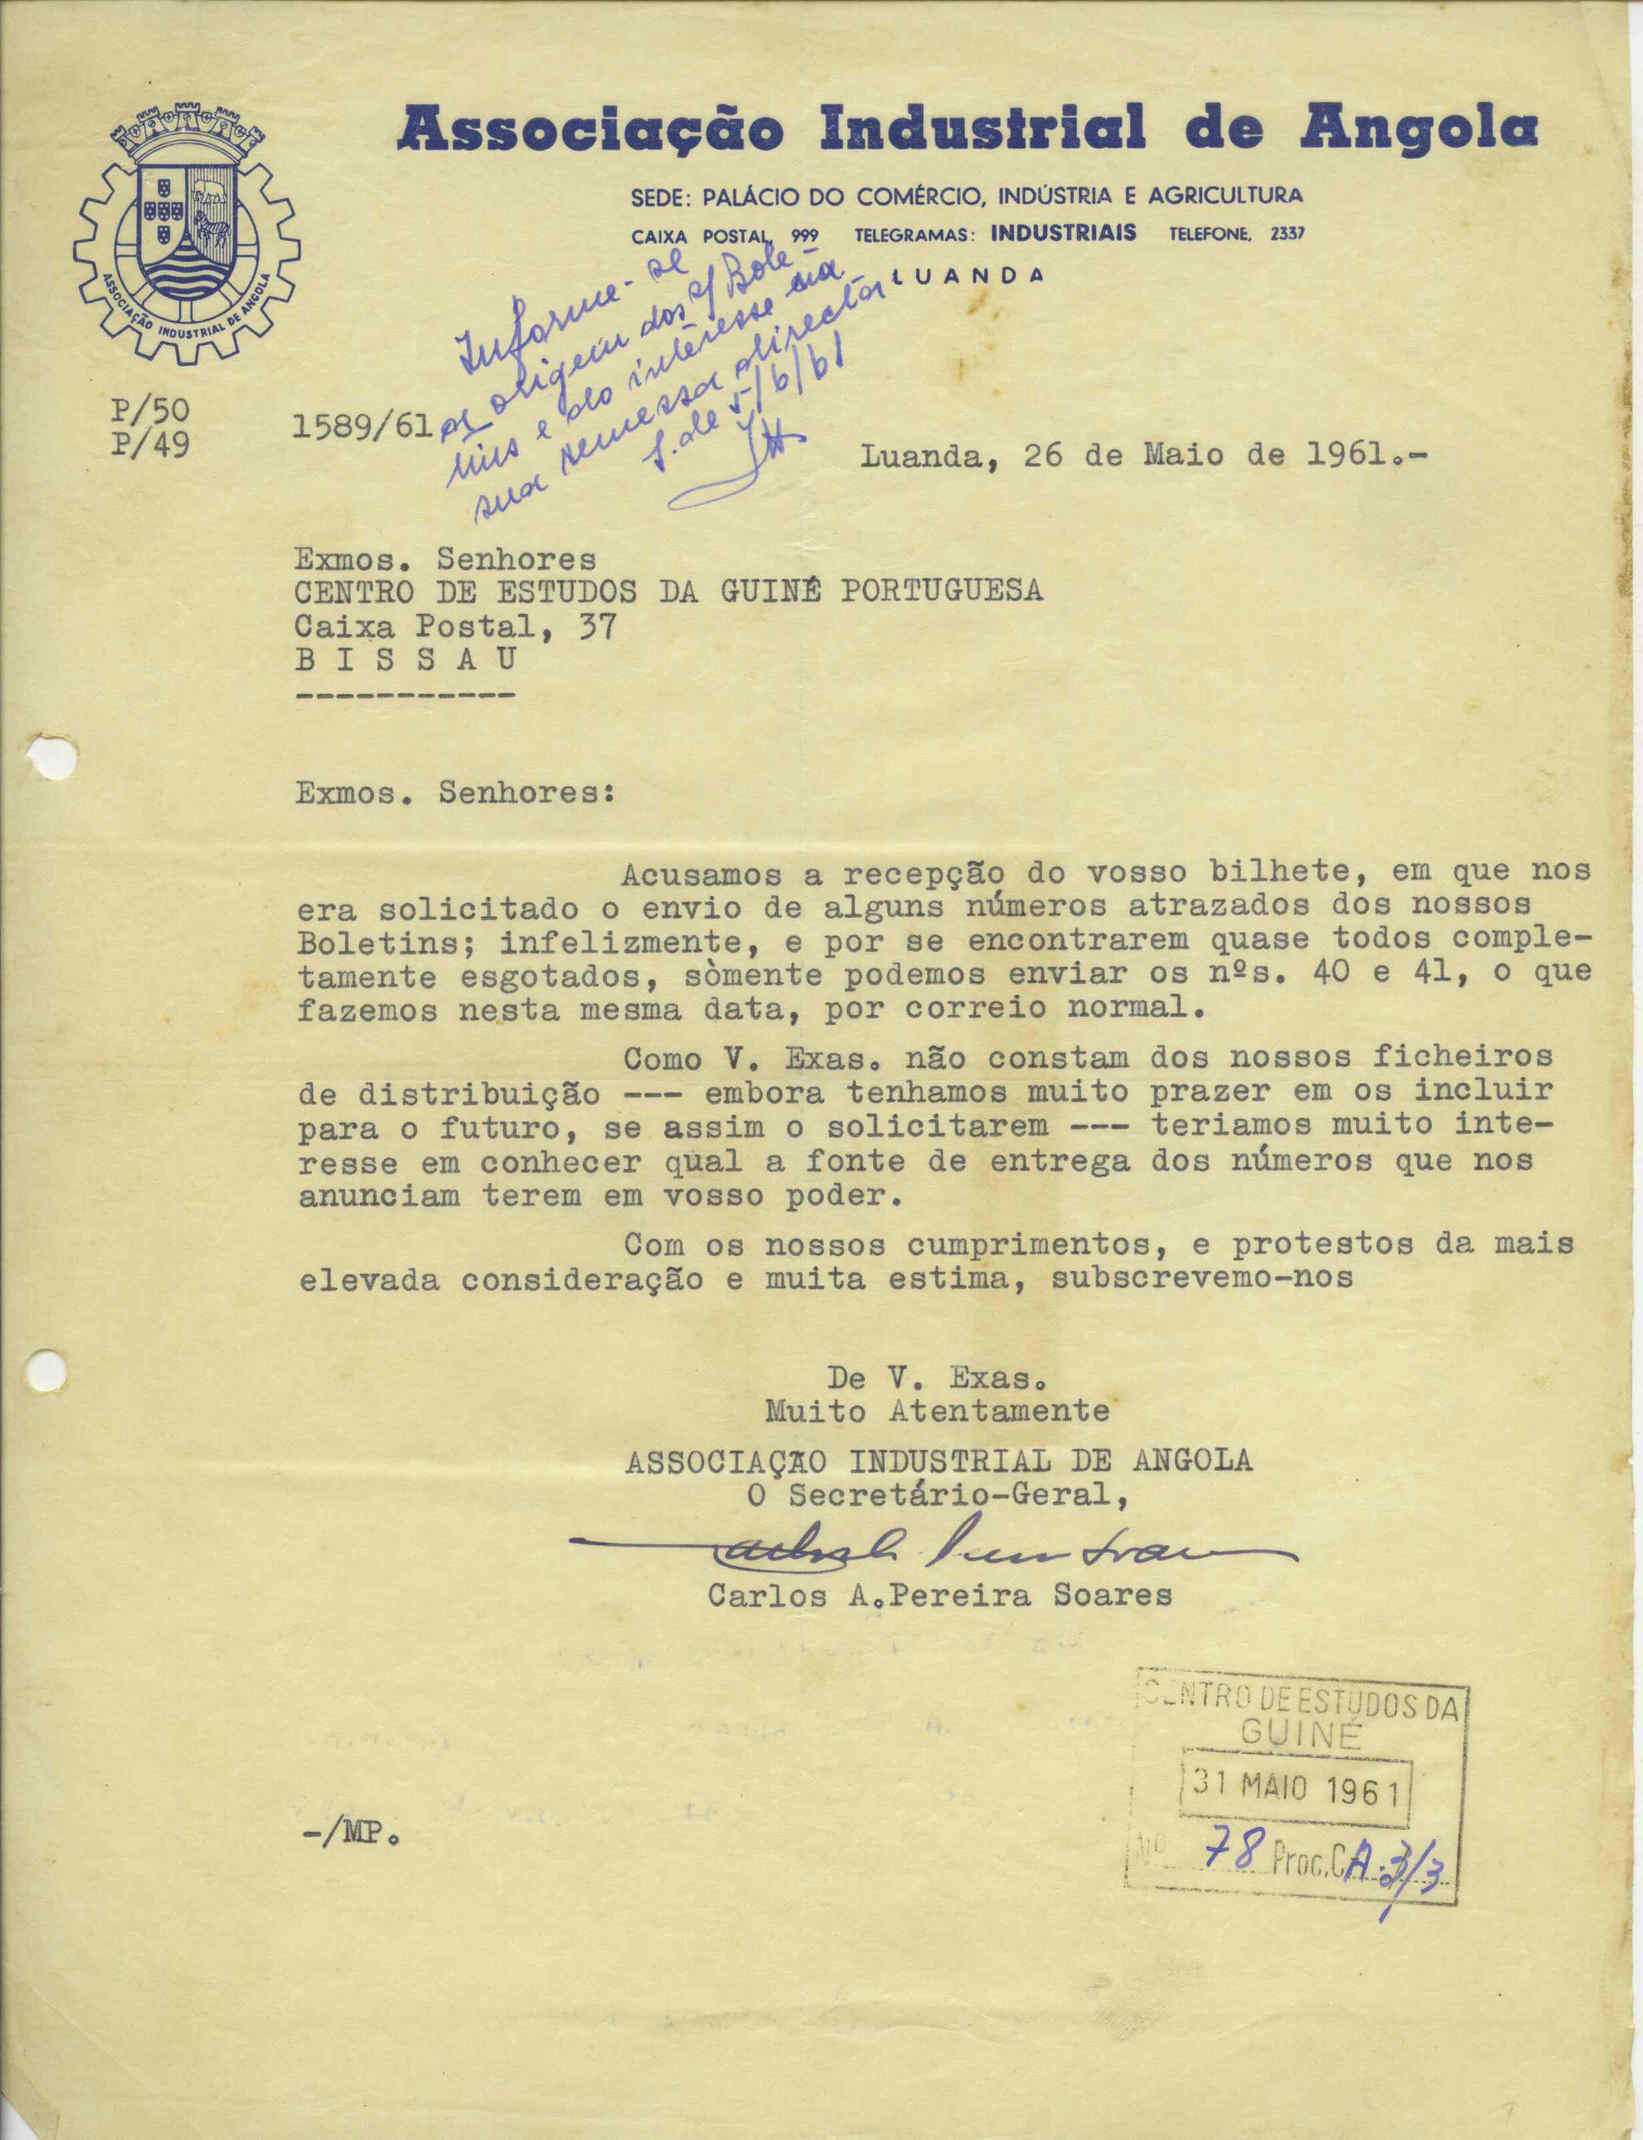 Associação Industrial de Angola
SEDE: PALÁCIO DO COMÉRCIO, INDÚSTRIA E AGRICULTURA
CAIXA POSTAL, 999 TELEGRAMAS: INDUSTRIAIS TELEFONE, 2337
LUANDA
ASSOCIAÇÃO INDUSTRIAL DE ANGOLA
Informe-se
a origem dos s/ Bole-
tins e do interêsse na
sua remessa directa
5/6/61
P/50
P/49
1589/61
Luanda, 26 de Maio de 1961.-
Exmos. Senhores
CENTRO DE ESTUDOS DA GUINÉ PORTUGUESA
Caixa Postal, 37
B I S S A U
-----------
Exmos. Senhores:
Acusamos a recepção do vosso bilhete, em que nos
era solicitado o envio de alguns números atrazados dos nossos
Boletins; infelizmente, e por se encontrarem quase todos comple-
tamente esgotados, sòmente podemos enviar os nºs. 40 e 41, o que
fazemos nesta mesma data, por correio normal.
Como V. Exas. não constam dos nossos ficheiros
de distribuição --- embora tenhamos muito prazer em os incluir
para o futuro, se assim o solicitarem --- teriamos muito inte-
resse em conhecer qual a fonte de entrega dos números que nos
anunciam terem em vosso poder.
Com os nossos cumprimentos, e protestos da mais
elevada consideração e muita estima, subscrevemo-nos
De V. Exas.
Muito Atentamente
ASSOCIAÇÃO INDUSTRIAL DE ANGOLA
O Secretário-Geral,
Carlos A.Pereira Soares
CENTRO DE ESTUDOS DA
GUINÉ
31 MAIO 1961
Nº 78 Proc. CA.3/3
-/MP.